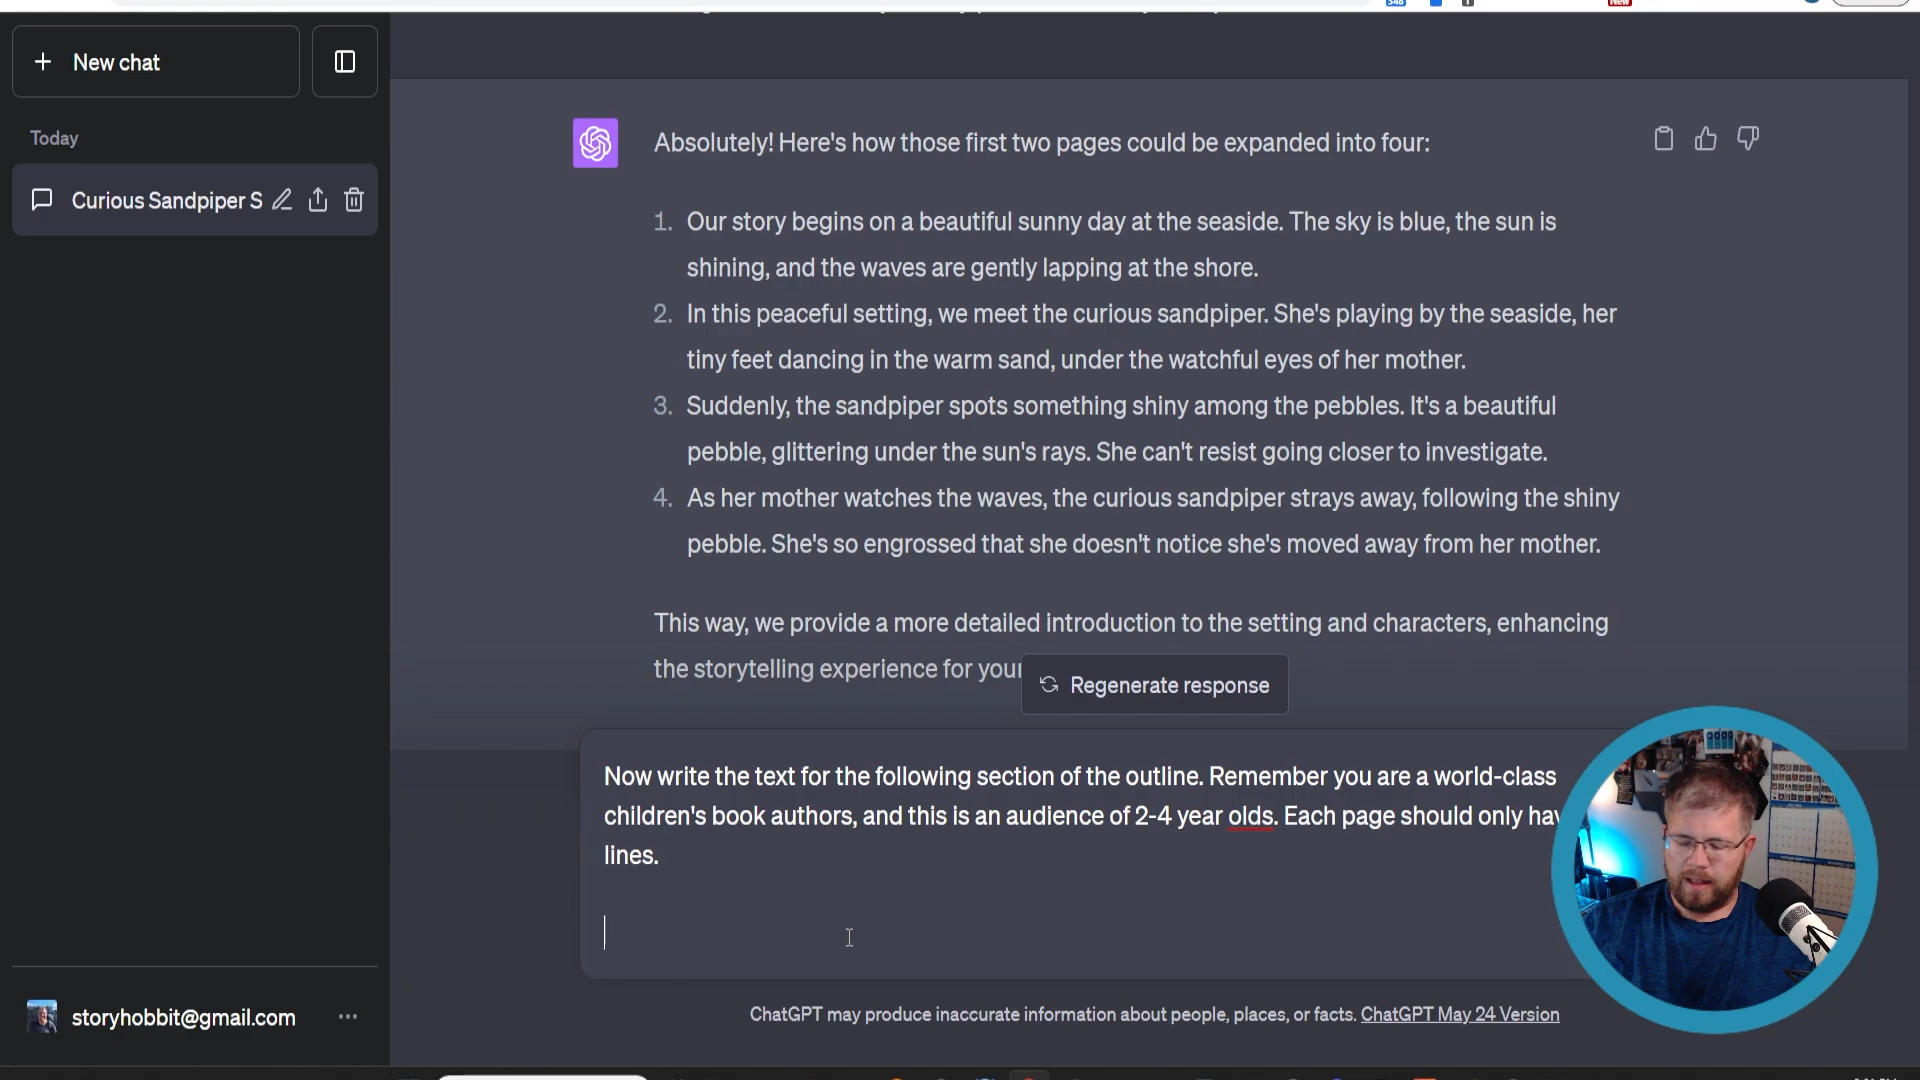 348
New
New chat
Today
Curious Sandpiper S
Absolutely! Here's how those first two pages could be expanded into four:
1. Our story begins on a beautiful sunny day at the seaside. The sky is blue, the sun is
shining, and the waves are gently lapping at the shore.
2. In this peaceful setting, we meet the curious sandpiper. She's playing by the seaside, her
tiny feet dancing in the warm sand, under the watchful eyes of her mother.
3. Suddenly, the sandpiper spots something shiny among the pebbles. It's a beautiful
pebble, glittering under the sun's rays. She can't resist going closer to investigate.
4. As her mother watches the waves, the curious sandpiper strays away, following the shiny
pebble. She's so engrossed that she doesn't notice she's moved away from her mother.
This way, we provide a more detailed introduction to the setting and characters, enhancing
the storytelling experience for your
Regenerate response
Now write the text for the following section of the outline. Remember you are a world-class
children's book authors, and this is an audience of 2-4 year olds. Each page should only hav
lines.
storyhobbit@gmail.com
ChatGPT may produce inaccurate information about people, places, or facts. ChatGPT May 24 Version